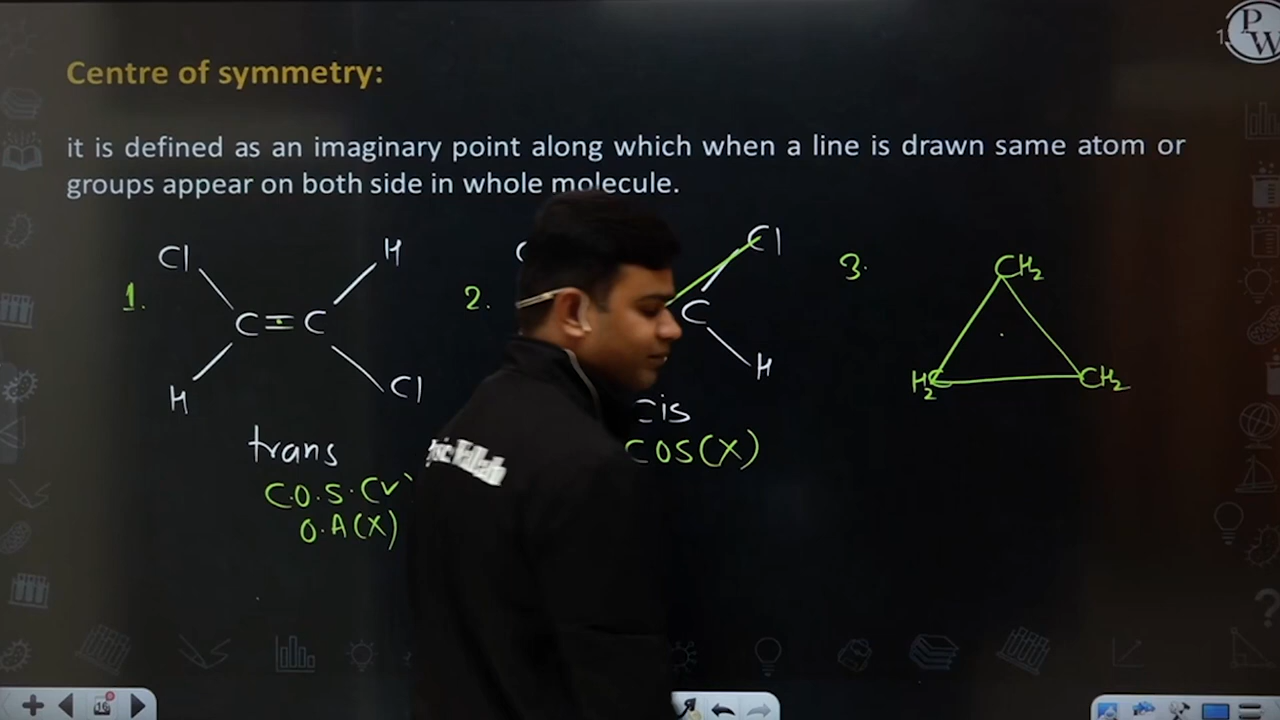 P
W
1
Centre of symmetry:
it is defined as an imaginary point along which when a line is drawn same atom or
groups appear on both side in whole molecule.
1.
Cl H
C=C
H Cl
trans
C.O.S.(✓
O.A(X)
2.
Cl
C
H
cis
COS(X)
3.
CH₂
H₂C CH₂
16